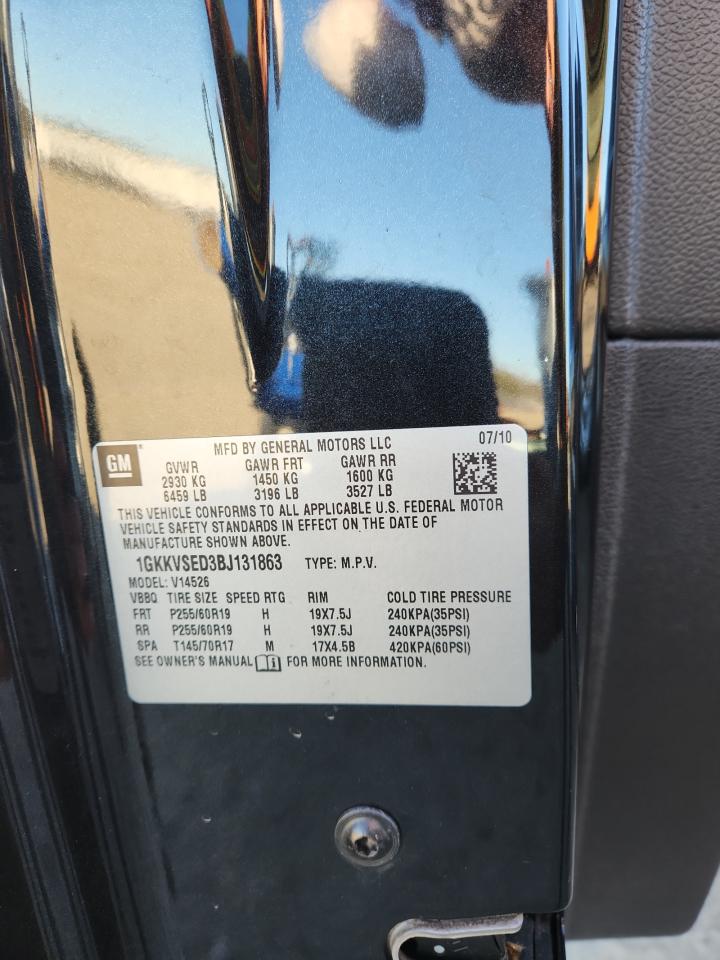 MFD BY GENERAL MOTORS LLC 07/10
GM
GVWR GAWR FRT GAWR RR
2930 KG 1450 KG 1600 KG
6459 LB 3196 LB 3527 LB
THIS VEHICLE CONFORMS TO ALL APPLICABLE U.S. FEDERAL MOTOR
VEHICLE SAFETY STANDARDS IN EFFECT ON THE DATE OF
MANUFACTURE SHOWN ABOVE.
1GKKVSED3BJ131863 TYPE: M.P.V.
MODEL: V14526
VBBQ TIRE SIZE SPEED RTG RIM COLD TIRE PRESSURE
FRT P255/60R19 H 19X7.5J 240KPA(35PSI)
RR P255/60R19 H 19X7.5J 240KPA(35PSI)
SPA T145/70R17 M 17X4.5B 420KPA(60PSI)
SEE OWNER'S MANUAL FOR MORE INFORMATION.